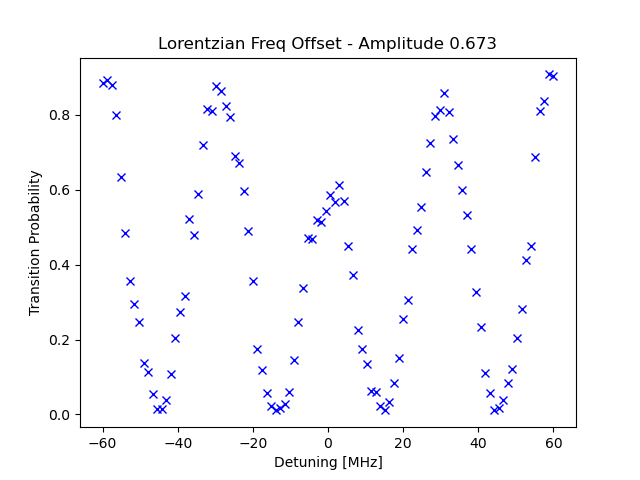 Lorentzian Freq Offset - Amplitude 0.673
Transition Probability
0.8
0.6
0.4
0.2
0.0
−60 −40 −20 0 20 40 60
Detuning [MHz]